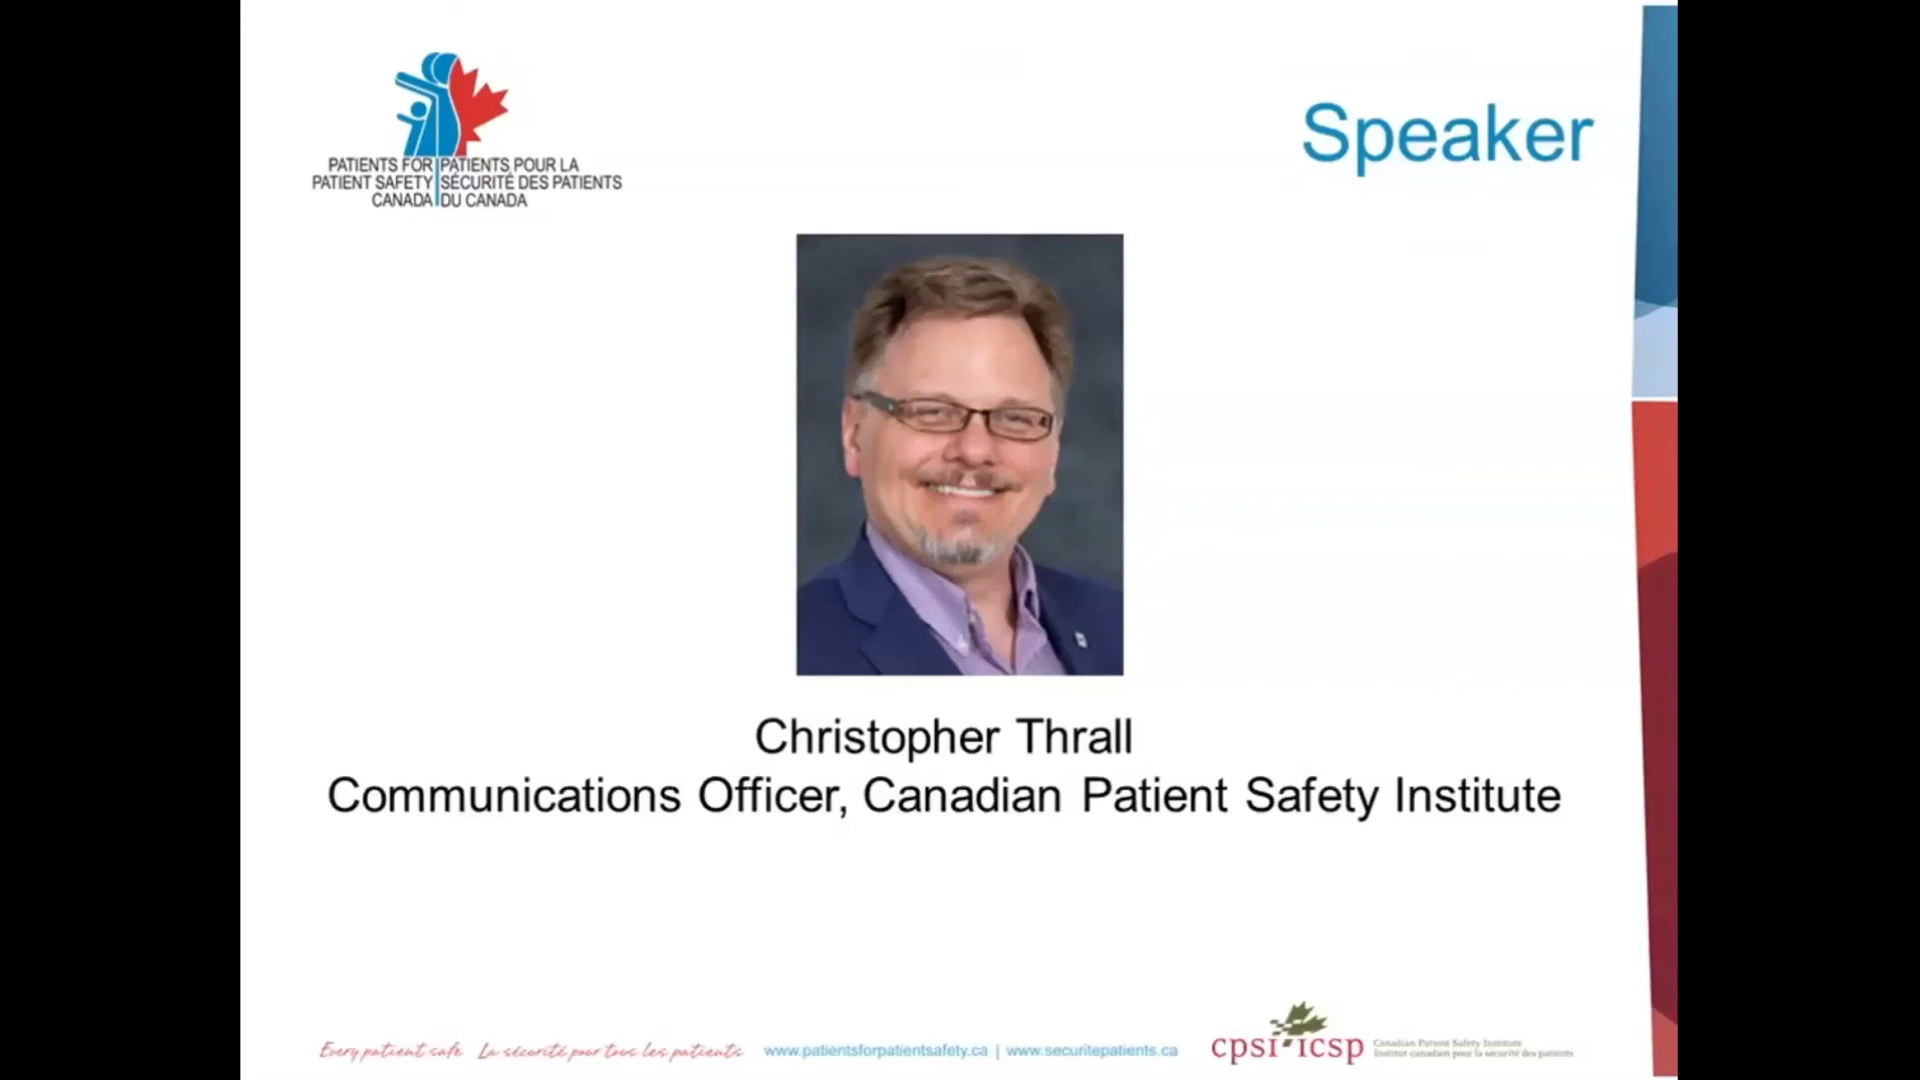 Speaker
PATIENTS FOR PATIENTS POUR LA
PATIENT SAFETY SÉCURITÉ DES PATIENTS
CANADA DU CANADA
Christopher Thrall
Communications Officer, Canadian Patient Safety Institute
Every patient safe La sécurité pour tous les patients www.patientsforpatientsafety.ca | www.securitepatients.ca
cpsi icsp
Canadian Patient Safety Institute
Institut canadien pour la sécurité des patients